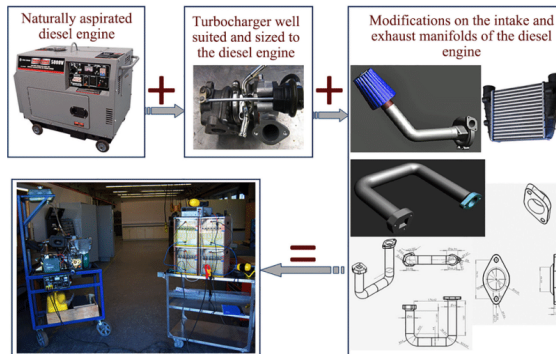 Naturally aspirated
diesel engine
Turbocharger well
suited and sized to
the diesel engine
Modifications on the intake and
exhaust manifolds of the diesel
engine
+
+
=